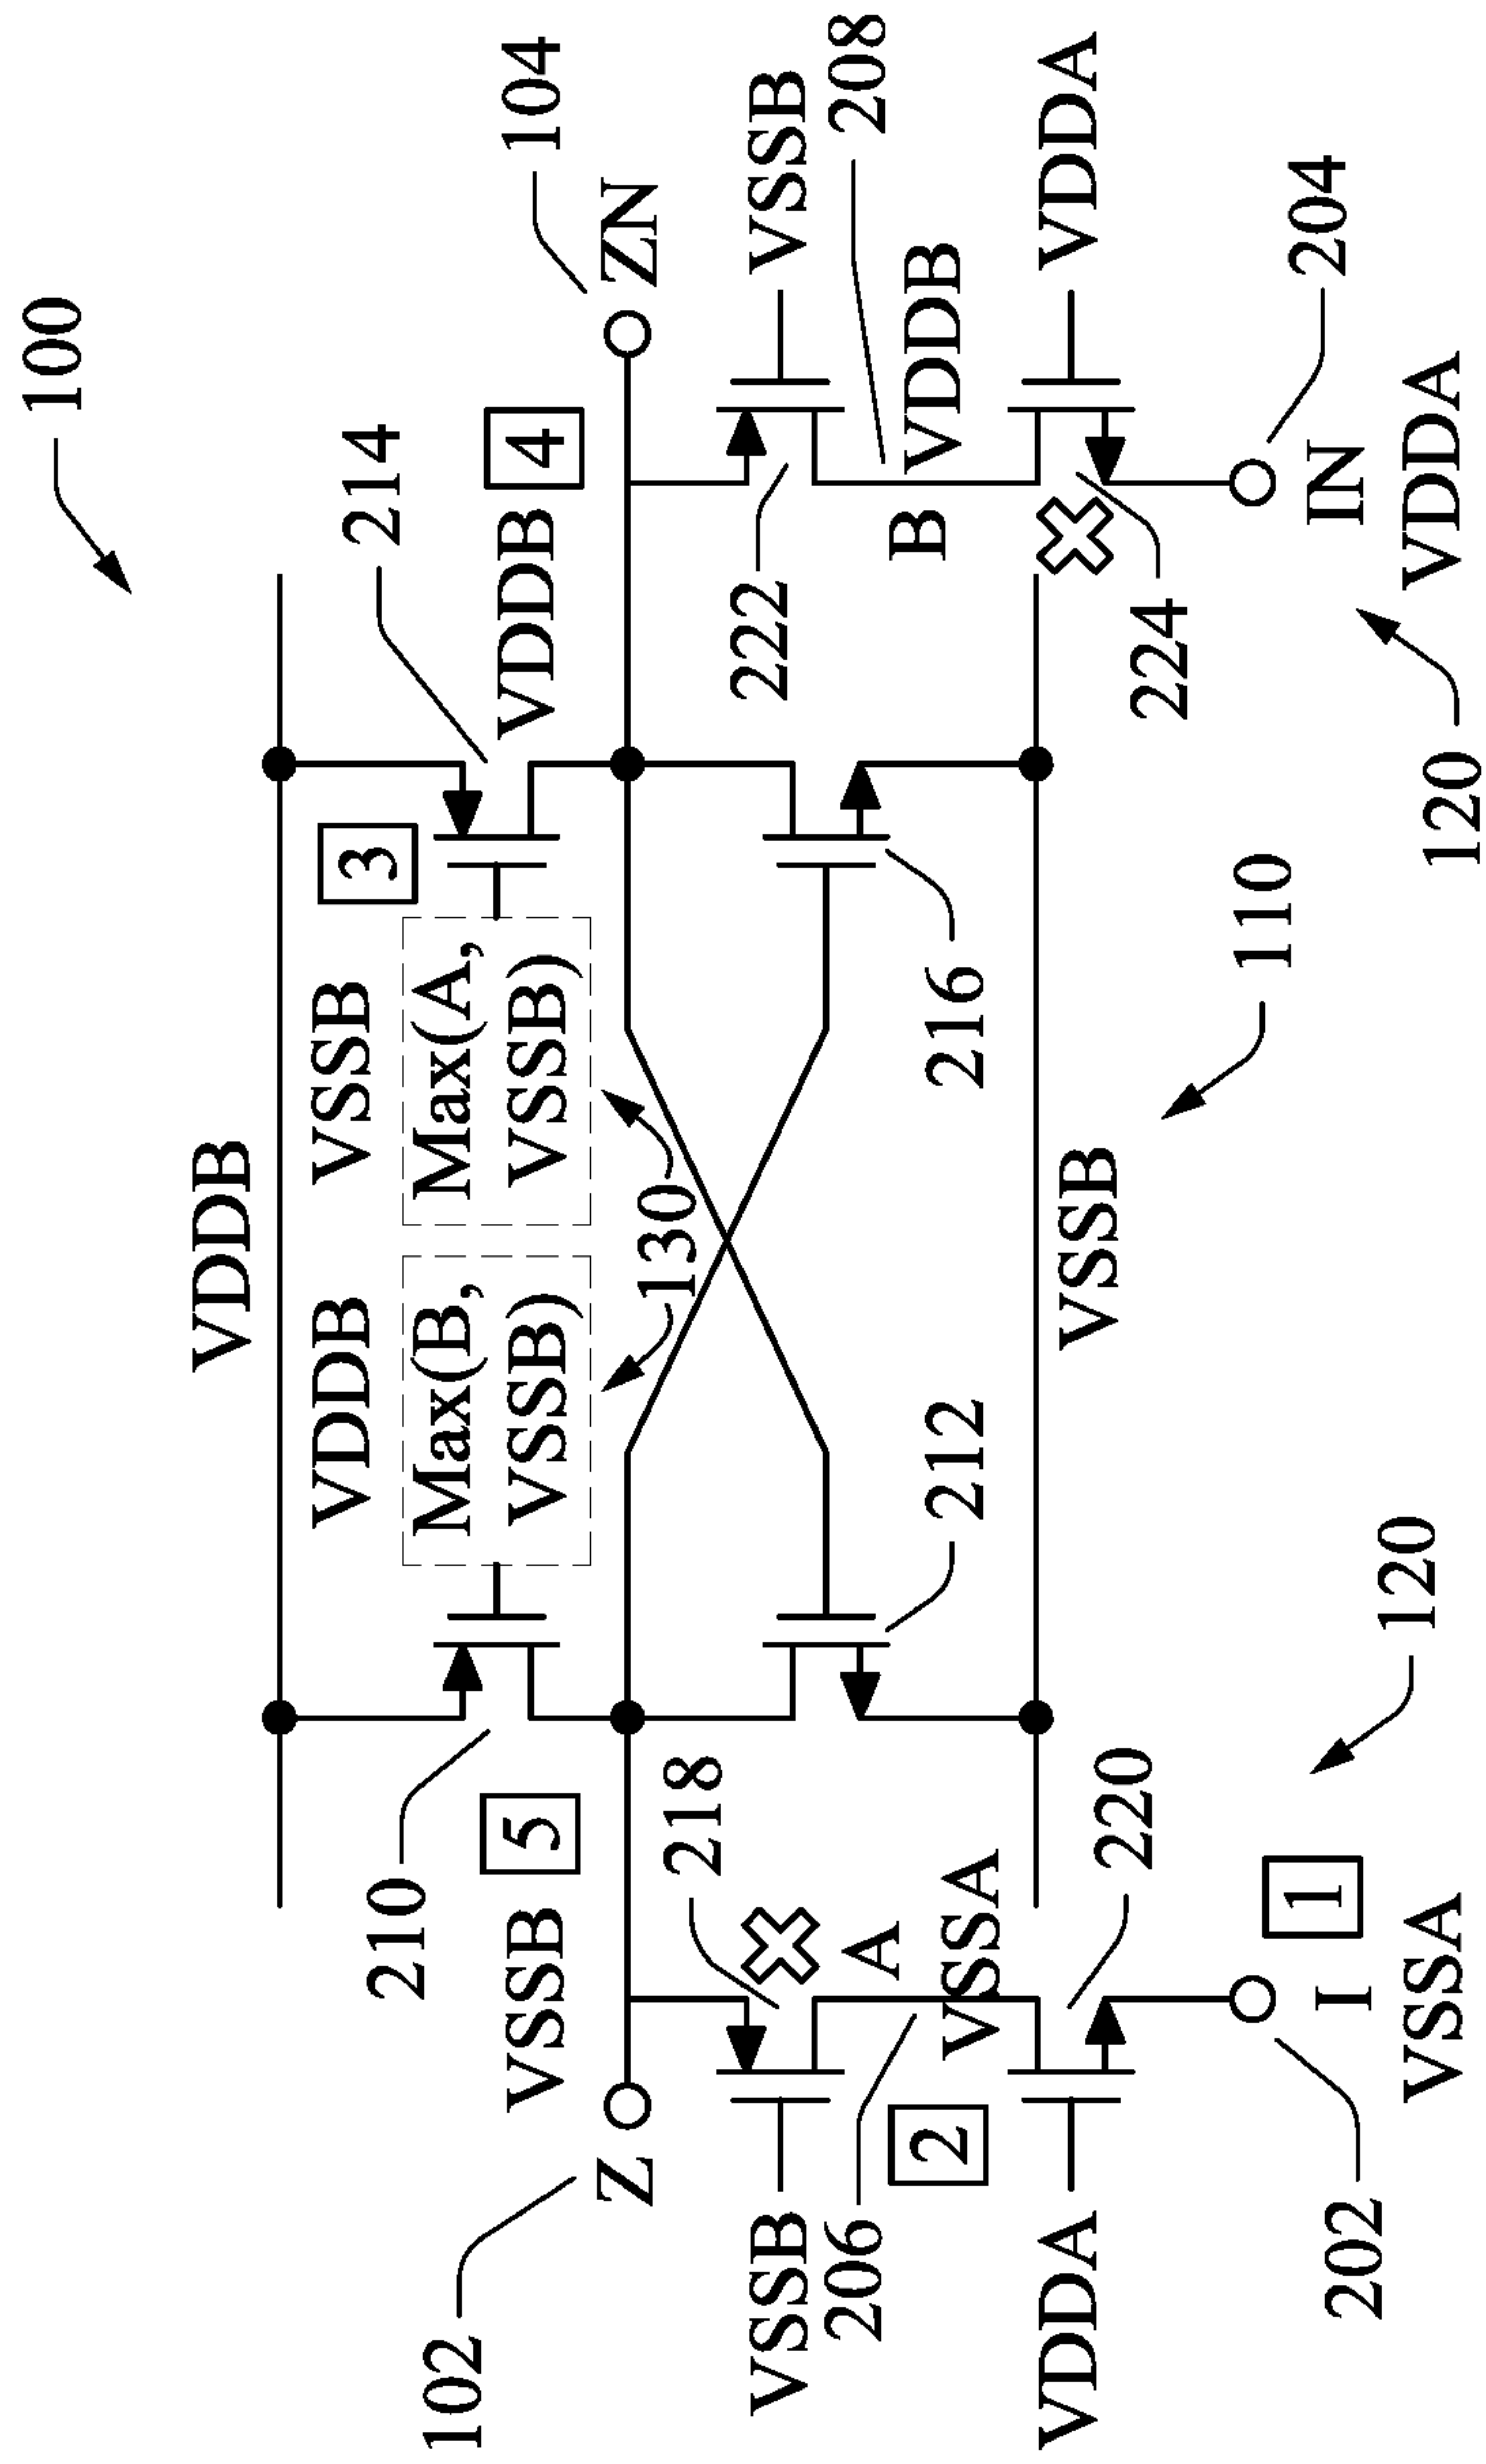 100
VDDB
214
3
104
VDDB
VSSB
4
VDDB
210
Max(B,
VSSB)
Max(A,
VSSB)
5
VSSB
102
Z
ZN
130
218
222
VSSB
VSSB
206
A
B
208
2
VSSA
VDDB
212
216
VSSB
VDDA
VDDA
220
224
110
1
204
202
I
IN
VSSA
VDDA
120
120